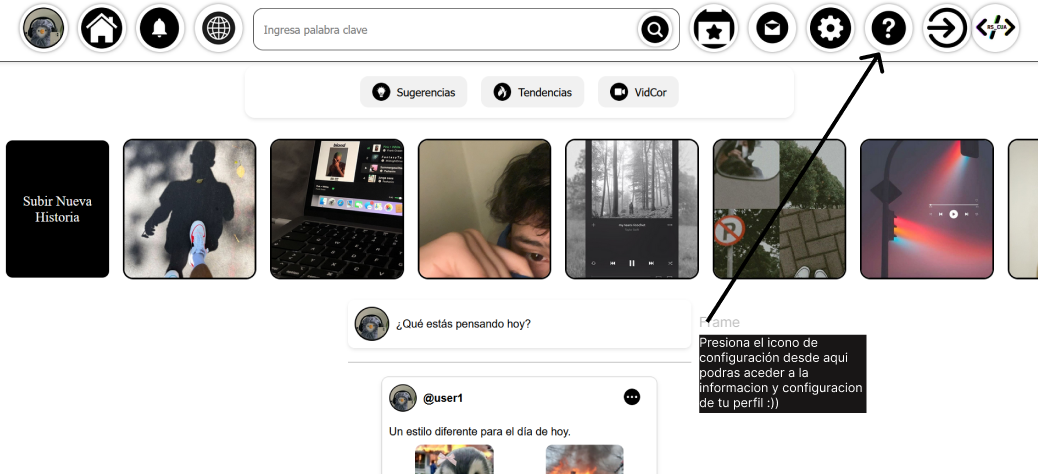 Ingresa palabra clave
?
RS_CUA
Sugerencias
Tendencias
VidCor
Subir Nueva
Historia
¿Qué estás pensando hoy?
Frame
Presiona el icono de
configuración desde aqui
podras aceder a la
informacion y configuracion
de tu perfil :))
@user1
Un estilo diferente para el día de hoy.